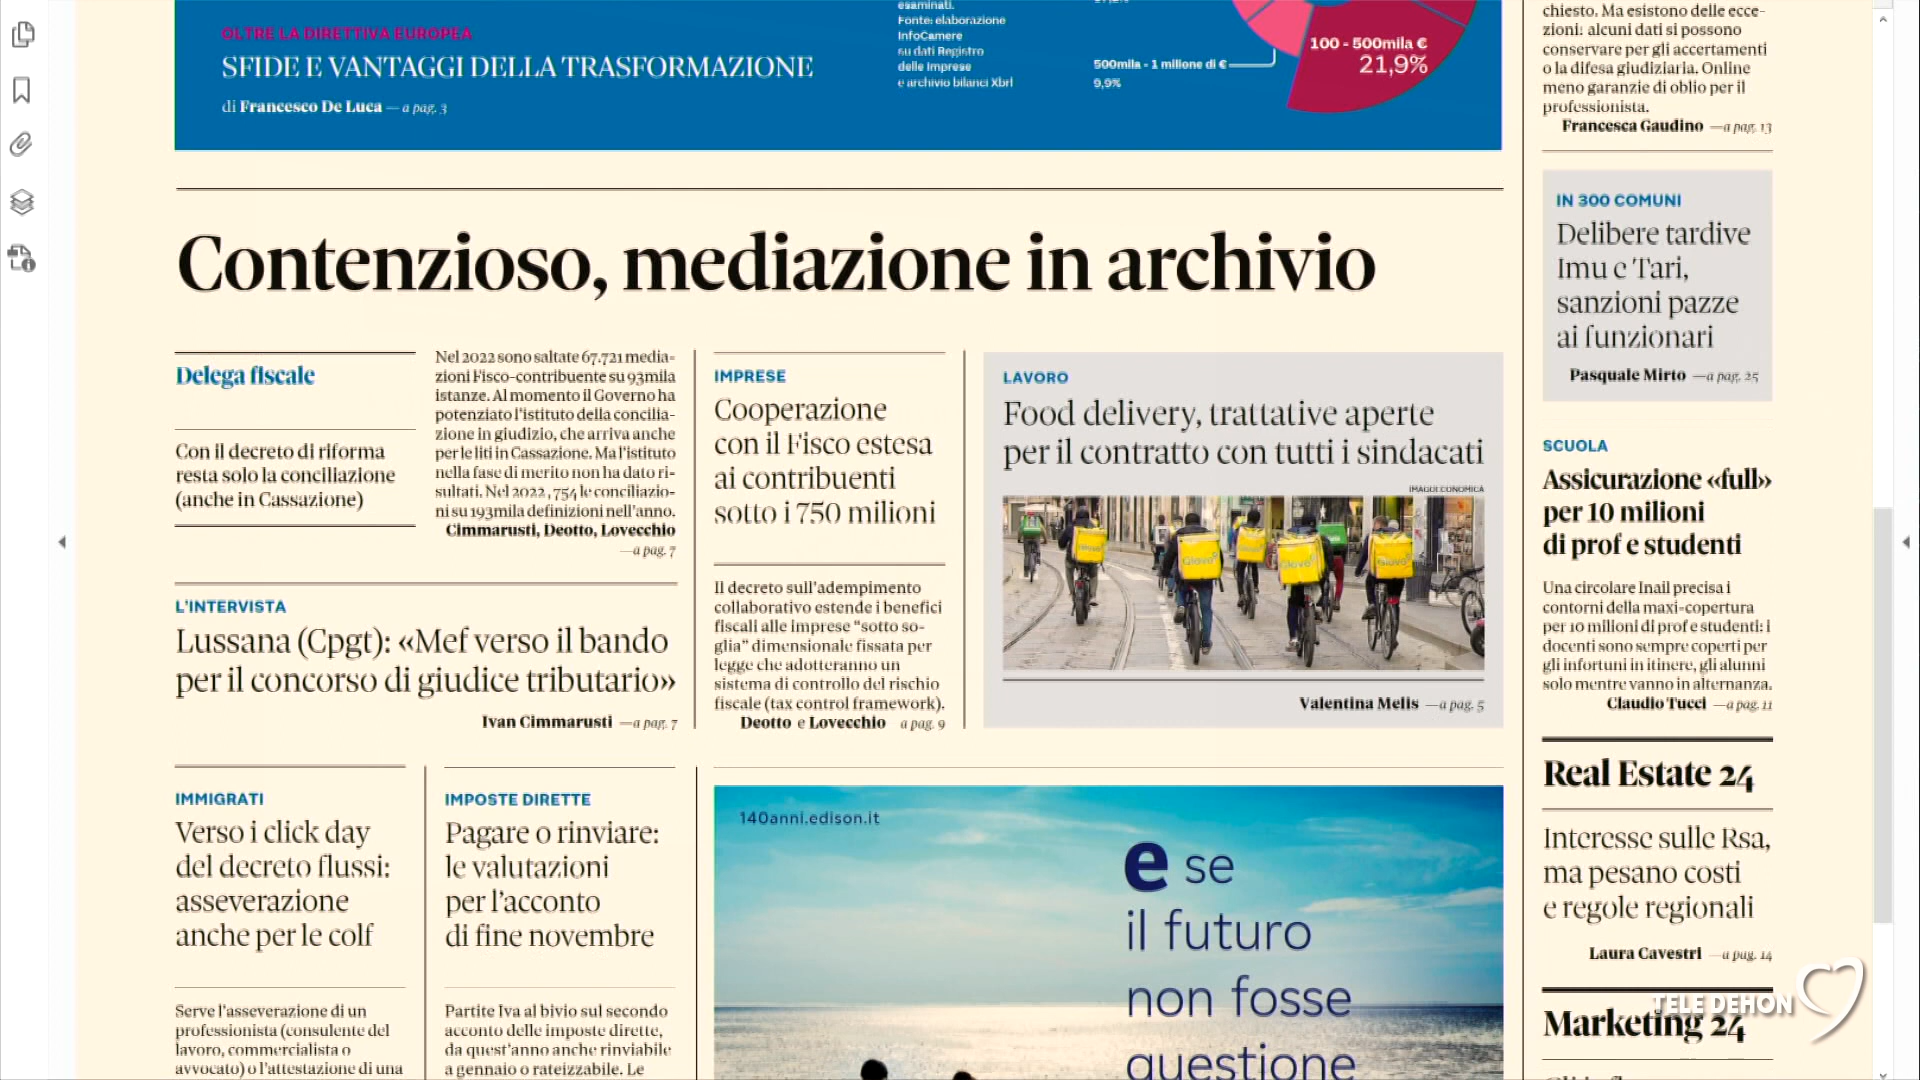 OLTRE LA DIRETTIVA EUROPEA
SFIDE E VANTAGGI DELLA TRASFORMAZIONE
di Francesco De Luca — a pag. 3
esaminati.
Fonte: elaborazione
InfoCamere
su dati Registro
delle Imprese
e archivio bilanci Xbrl
500mila - 1 milione di €
9,9%
100 - 500mila €
21,9%
Contenzioso, mediazione in archivio
Delega fiscale
Con il decreto di riforma
resta solo la conciliazione
(anche in Cassazione)
Nel 2022 sono saltate 67.721 media-
zioni Fisco-contribuente su 93mila
istanze. Al momento il Governo ha
potenziato l'istituto della concilia-
zione in giudizio, che arriva anche
per le liti in Cassazione. Ma l'istituto
nella fase di merito non ha dato ri-
sultati. Nel 2022, 754 le conciliazio-
ni su 193mila definizioni nell'anno.
Cimmarusti, Deotto, Lovecchio
—a pag. 7
L'INTERVISTA
Lussana (Cpgt): «Mef verso il bando
per il concorso di giudice tributario»
Ivan Cimmarusti —a pag. 7
IMPRESE
Cooperazione
con il Fisco estesa
ai contribuenti
sotto i 750 milioni
Il decreto sull'adempimento
collaborativo estende i benefici
fiscali alle imprese "sotto so-
glia" dimensionale fissata per
legge che adotteranno un
sistema di controllo del rischio
fiscale (tax control framework).
Deotto e Lovecchio a pag. 9
LAVORO
Food delivery, trattative aperte
per il contratto con tutti i sindacati
IMAGOECONOMICA
Glovo
Glovo
Glovo
Valentina Melis —a pag. 5
IMMIGRATI
Verso i click day
del decreto flussi:
asseverazione
anche per le colf
Serve l'asseverazione di un
professionista (consulente del
lavoro, commercialista o
avvocato) o l'attestazione di una
IMPOSTE DIRETTE
Pagare o rinviare:
le valutazioni
per l'acconto
di fine novembre
Partite Iva al bivio sul secondo
acconto delle imposte dirette,
da quest'anno anche rinviabile
a gennaio o rateizzabile. Le
140anni.edison.it
e se
il futuro
non fosse
questione
chiesto. Ma esistono delle ecce-
zioni: alcuni dati si possono
conservare per gli accertamenti
o la difesa giudiziaria. Online
meno garanzie di oblio per il
professionista.
Francesca Gaudino —a pag. 13
IN 300 COMUNI
Delibere tardive
Imu e Tari,
sanzioni pazze
ai funzionari
Pasquale Mirto —a pag. 25
SCUOLA
Assicurazione «full»
per 10 milioni
di prof e studenti
Una circolare Inail precisa i
contorni della maxi-copertura
per 10 milioni di prof e studenti: i
docenti sono sempre coperti per
gli infortuni in itinere, gli alunni
solo mentre vanno in alternanza.
Claudio Tucci —a pag. 11
Real Estate 24
Interesse sulle Rsa,
ma pesano costi
e regole regionali
Laura Cavestri —a pag. 14
Marketing 24
TELE DEHON